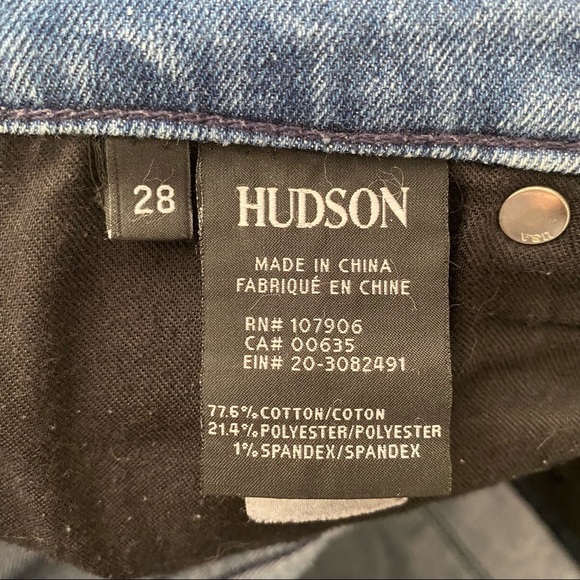 28
HUDSON
MADE IN CHINA
FABRIQUÉ EN CHINE
RN# 107906
CA# 00635
EIN# 20-3082491
77.6% COTTON/COTON
21.4% POLYESTER/POLYESTER
1% SPANDEX/SPANDEX